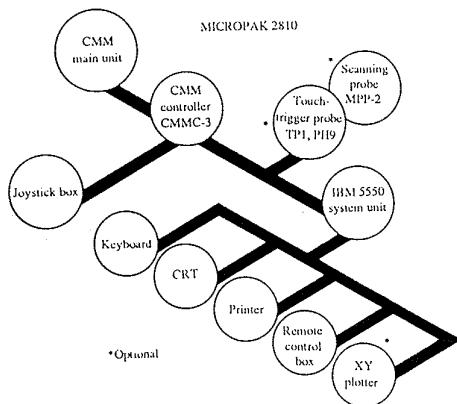 MICROPAK 2810
CMM
main unit
*
Scanning
probe
MPP-2
CMM
controller
CMMC-3
*
Touch-
trigger probe
TP1, PH9
Joystick box
IBM 5550
system unit
Keyboard
CRT
Printer
Remote
control
box
*
XY
plotter
*Optional